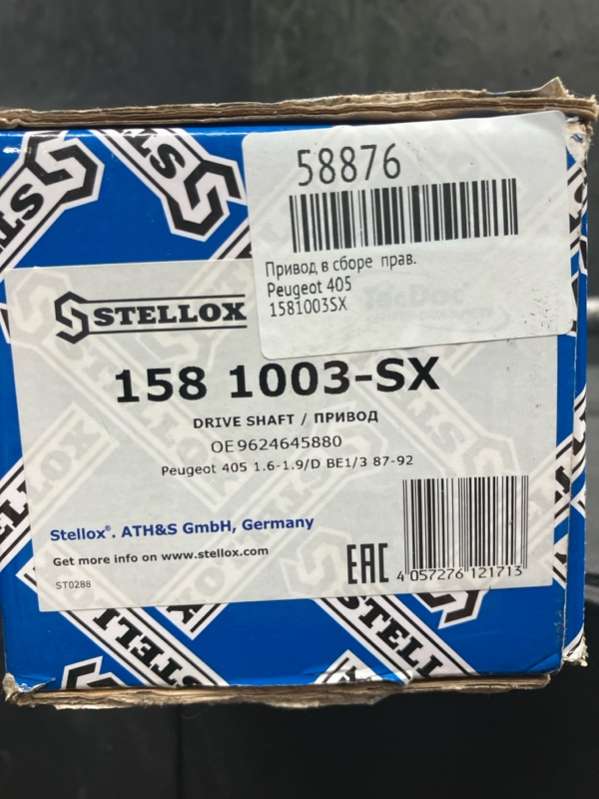 58876
Привод в сборе прав.
Peugeot 405
1581003SX
STELLOX
158 1003-SX
DRIVE SHAFT / ПРИВОД
OE9624645880
Peugeot 405 1.6-1.9/D BE1/3 87-92
Stellox®. ATH&S GmbH, Germany
Get more info on www.stellox.com
ST0288
EAC
4 057276 121713